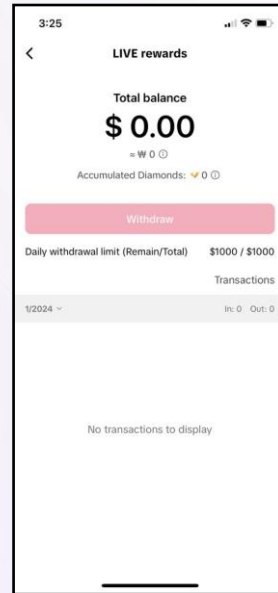 3:25
LIVE rewards
Total balance
$ 0.00
≈ ₩ 0
Accumulated Diamonds: 0
Withdraw
Daily withdrawal limit (Remain/Total) $1000 / $1000
Transactions
1/2024 In: 0 Out: 0
No transactions to display